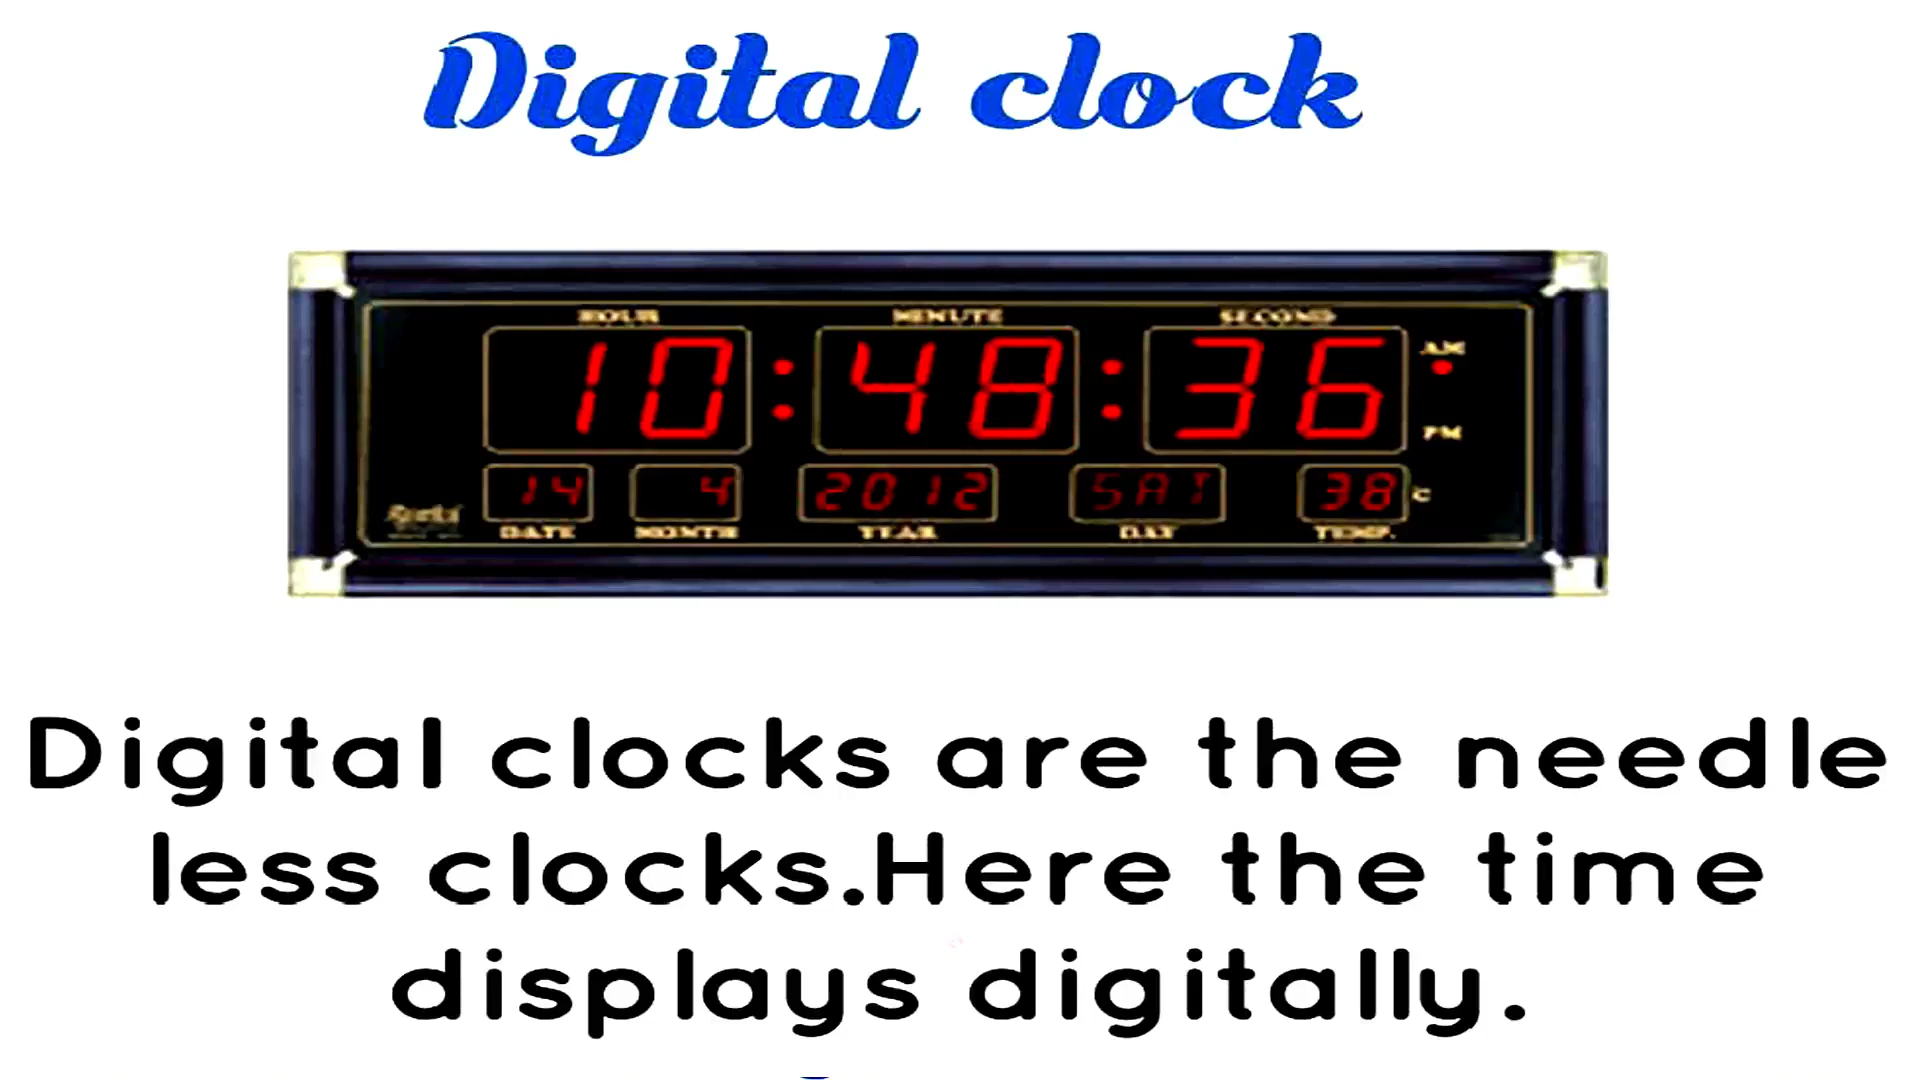 Digital clock
HOUR MINUTE SECOND
10:48:36
AM
PM
14 4 2012 SAT 38 C
DATE MONTH YEAR DAY TEMP.
Digital clocks are the needle
less clocks.Here the time
displays digitally.